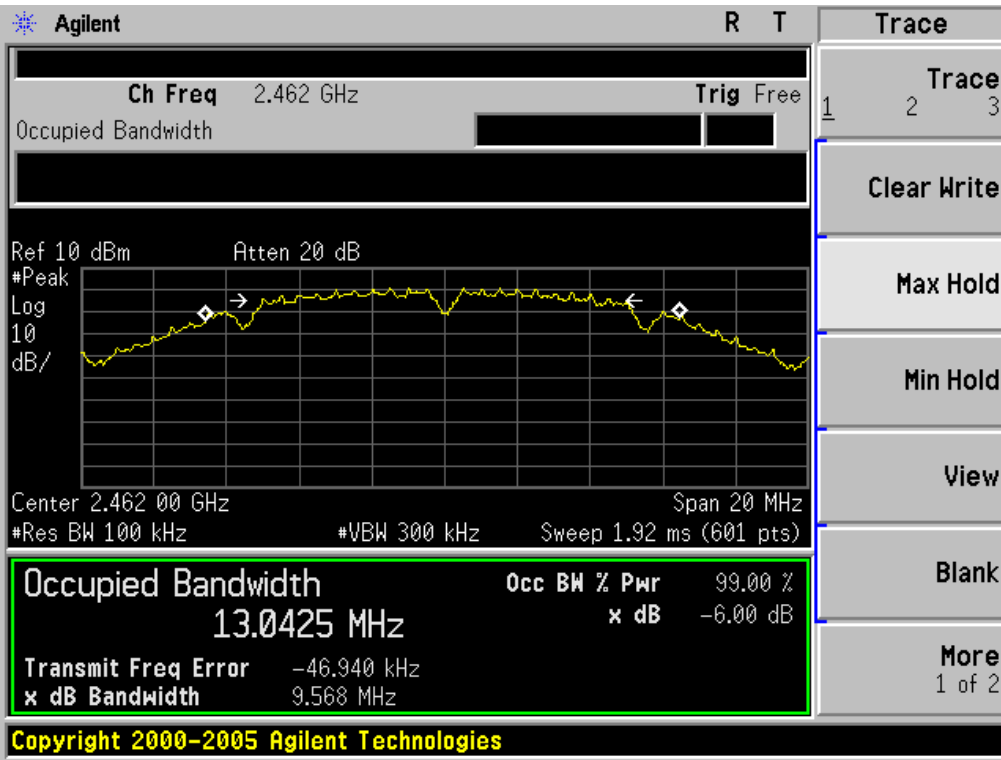 Agilent R T Trace
Ch Freq 2.462 GHz Trig Free
Occupied Bandwidth
Trace
1 2 3
Clear Write
Ref 10 dBm Atten 20 dB
#Peak
Log
10
dB/
Max Hold
Min Hold
View
Center 2.462 00 GHz Span 20 MHz
#Res BW 100 kHz #VBW 300 kHz Sweep 1.92 ms (601 pts)
Occupied Bandwidth Occ BW % Pwr 99.00 %
13.0425 MHz x dB -6.00 dB
Transmit Freq Error -46.940 kHz
x dB Bandwidth 9.568 MHz
Blank
More
1 of 2
Copyright 2000-2005 Agilent Technologies